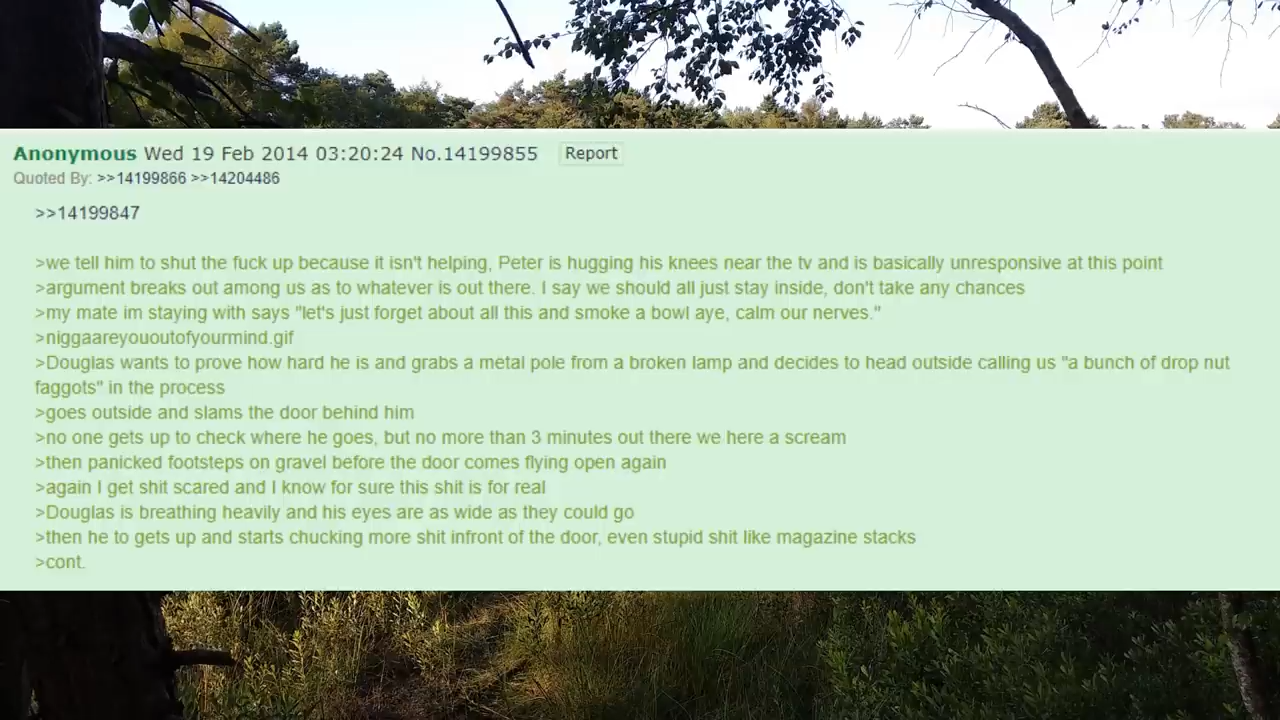 Anonymous Wed 19 Feb 2014 03:20:24 No.14199855 Report
Quoted By: >>14199866 >>14204486
>>14199847
>we tell him to shut the fuck up because it isn't helping, Peter is hugging his knees near the tv and is basically unresponsive at this point
>argument breaks out among us as to whatever is out there. I say we should all just stay inside, don't take any chances
>my mate im staying with says "let's just forget about all this and smoke a bowl aye, calm our nerves."
>niggaareyououtofyourmind.gif
>Douglas wants to prove how hard he is and grabs a metal pole from a broken lamp and decides to head outside calling us "a bunch of drop nut
faggots" in the process
>goes outside and slams the door behind him
>no one gets up to check where he goes, but no more than 3 minutes out there we here a scream
>then panicked footsteps on gravel before the door comes flying open again
>again I get shit scared and I know for sure this shit is for real
>Douglas is breathing heavily and his eyes are as wide as they could go
>then he to gets up and starts chucking more shit infront of the door, even stupid shit like magazine stacks
>cont.